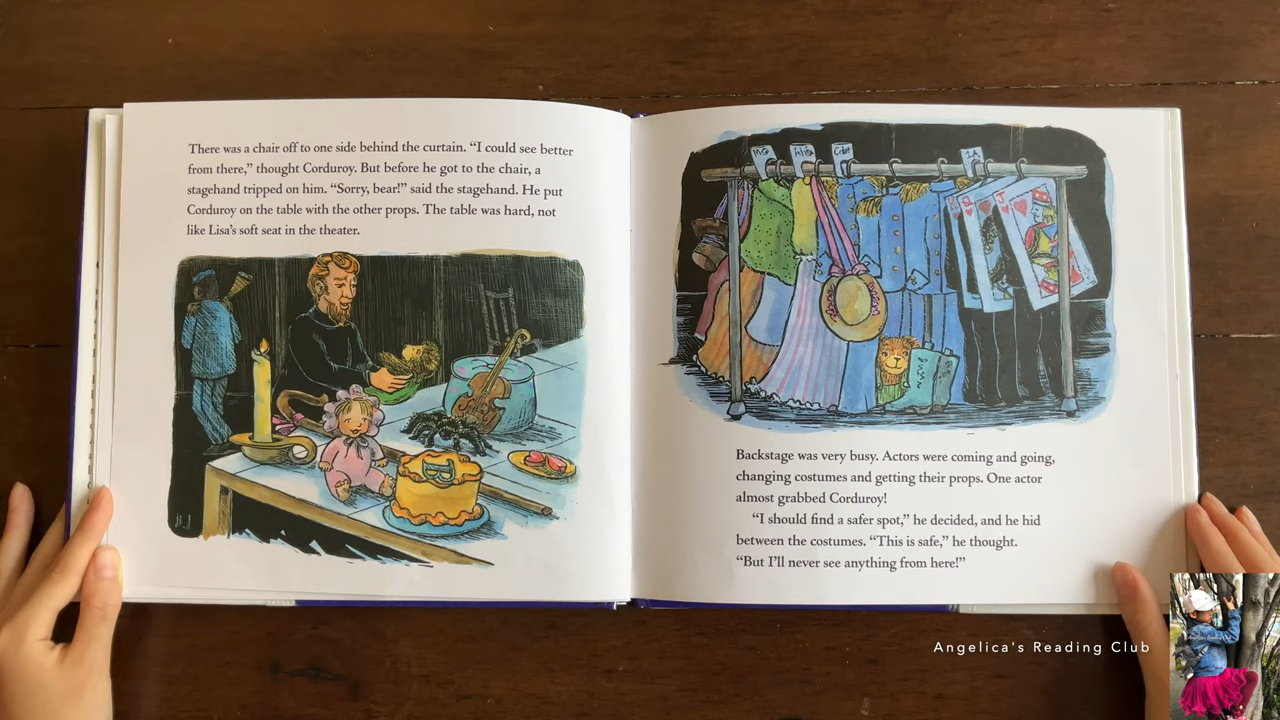 There was a chair off to one side behind the curtain. “I could see better
from there,” thought Corduroy. But before he got to the chair, a
stagehand tripped on him. “Sorry, bear!” said the stagehand. He put
Corduroy on the table with the other props. The table was hard, not
like Lisa’s soft seat in the theater.
Backstage was very busy. Actors were coming and going,
changing costumes and getting their props. One actor
almost grabbed Corduroy!
“I should find a safer spot,” he decided, and he hid
between the costumes. “This is safe,” he thought.
“But I’ll never see anything from here!”
Angelica's Reading Club